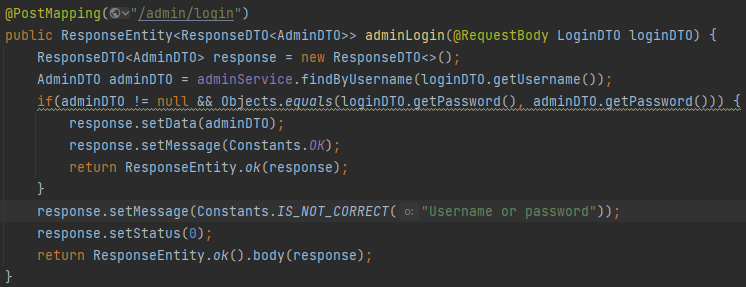 @PostMapping("/admin/login")
public ResponseEntity<ResponseDTO<AdminDTO>> adminLogin(@RequestBody LoginDTO loginDTO) {
    ResponseDTO<AdminDTO> response = new ResponseDTO<>();
    AdminDTO adminDTO = adminService.findByUsername(loginDTO.getUsername());
    if(adminDTO != null && Objects.equals(loginDTO.getPassword(), adminDTO.getPassword())) {
        response.setData(adminDTO);
        response.setMessage(Constants.OK);
        return ResponseEntity.ok(response);
    }
    response.setMessage(Constants.IS_NOT_CORRECT( o: "Username or password"));
    response.setStatus(0);
    return ResponseEntity.ok().body(response);
}